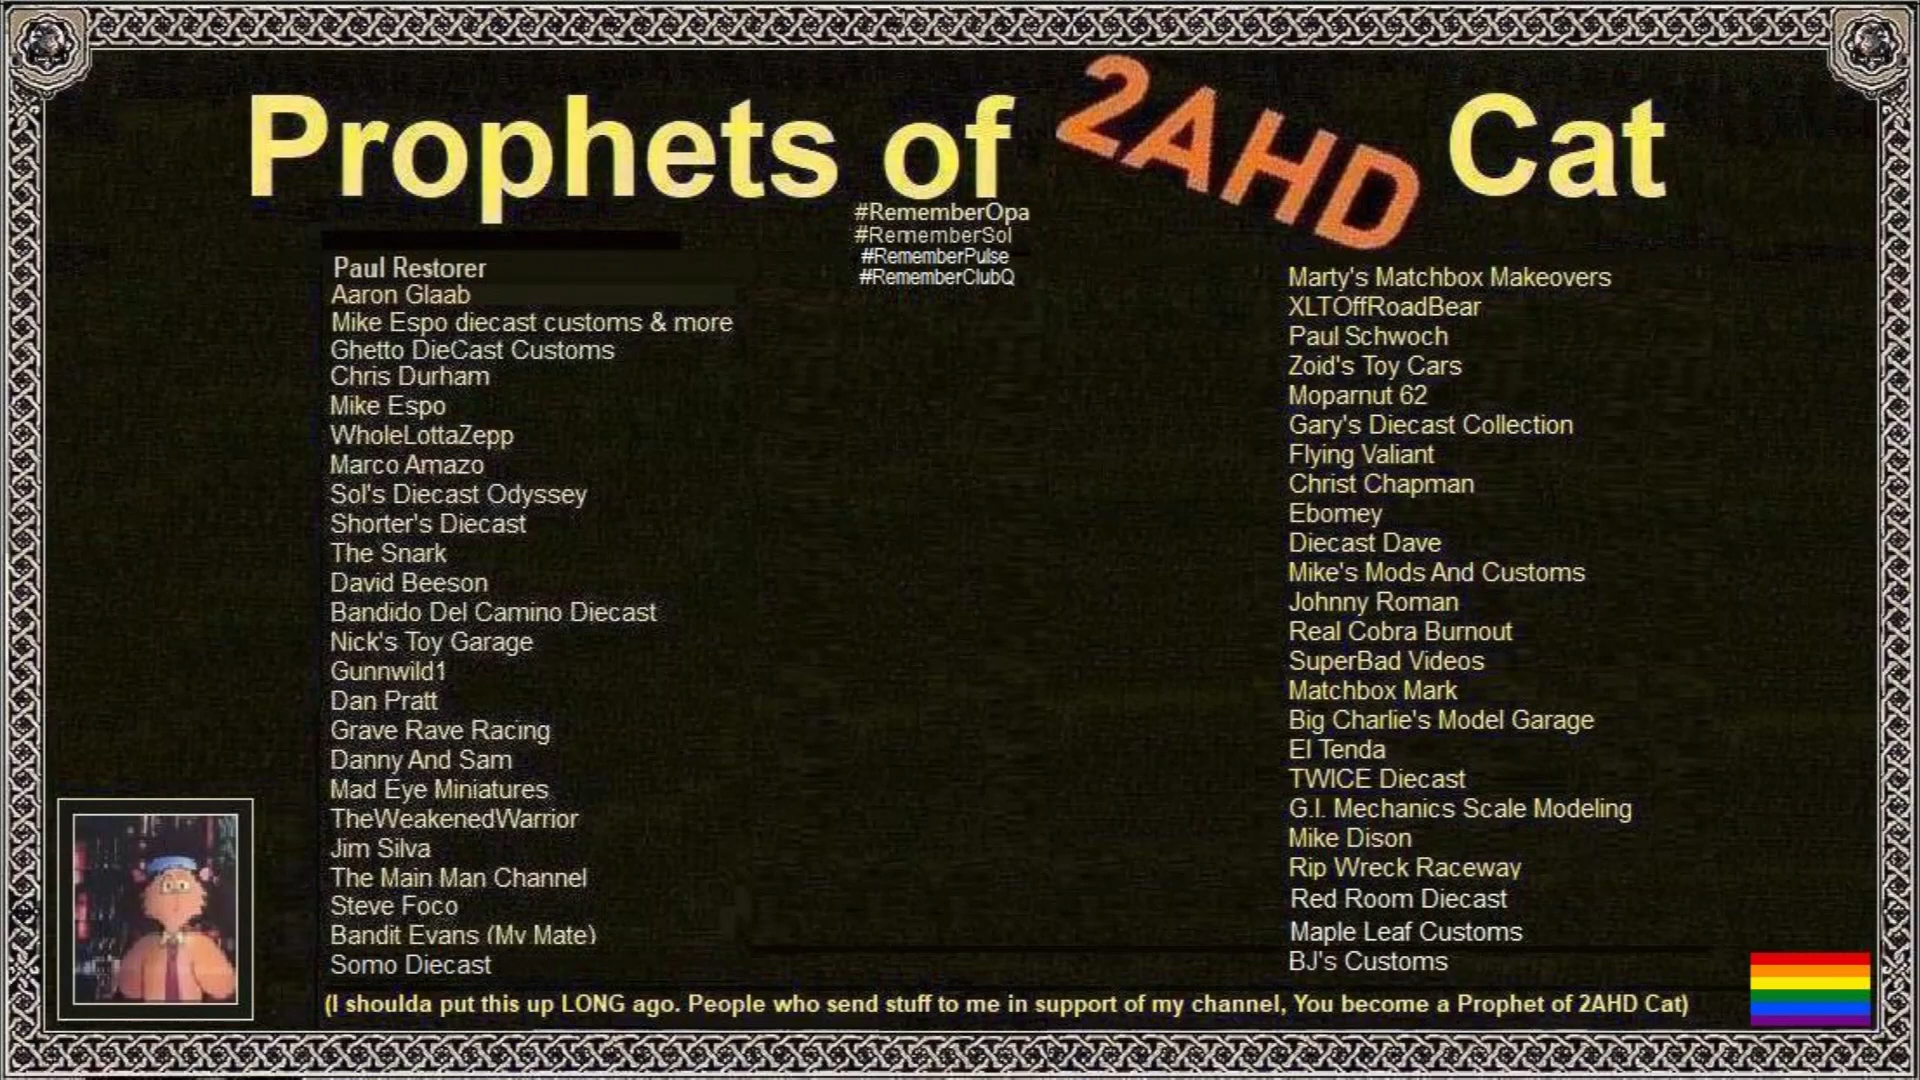 Prophets of 2AHD Cat
#RememberOpa
#RememberSol
#RememberPulse
#RememberClubQ
Paul Restorer
Aaron Glaab
Mike Espo diecast customs & more
Ghetto DieCast Customs
Chris Durham
Mike Espo
WholeLottaZepp
Marco Amazo
Sol's Diecast Odyssey
Shorter's Diecast
The Snark
David Beeson
Bandido Del Camino Diecast
Nick's Toy Garage
Gunnwild1
Dan Pratt
Grave Rave Racing
Danny And Sam
Mad Eye Miniatures
TheWeakenedWarrior
Jim Silva
The Main Man Channel
Steve Foco
Bandit Evans (My Mate)
Somo Diecast
Marty's Matchbox Makeovers
XLTOffRoadBear
Paul Schwoch
Zoid's Toy Cars
Moparnut 62
Gary's Diecast Collection
Flying Valiant
Christ Chapman
Ebomey
Diecast Dave
Mike's Mods And Customs
Johnny Roman
Real Cobra Burnout
SuperBad Videos
Matchbox Mark
Big Charlie's Model Garage
El Tenda
TWICE Diecast
G.I. Mechanics Scale Modeling
Mike Dison
Rip Wreck Raceway
Red Room Diecast
Maple Leaf Customs
BJ's Customs
(I shoulda put this up LONG ago. People who send stuff to me in support of my channel, You become a Prophet of 2AHD Cat)